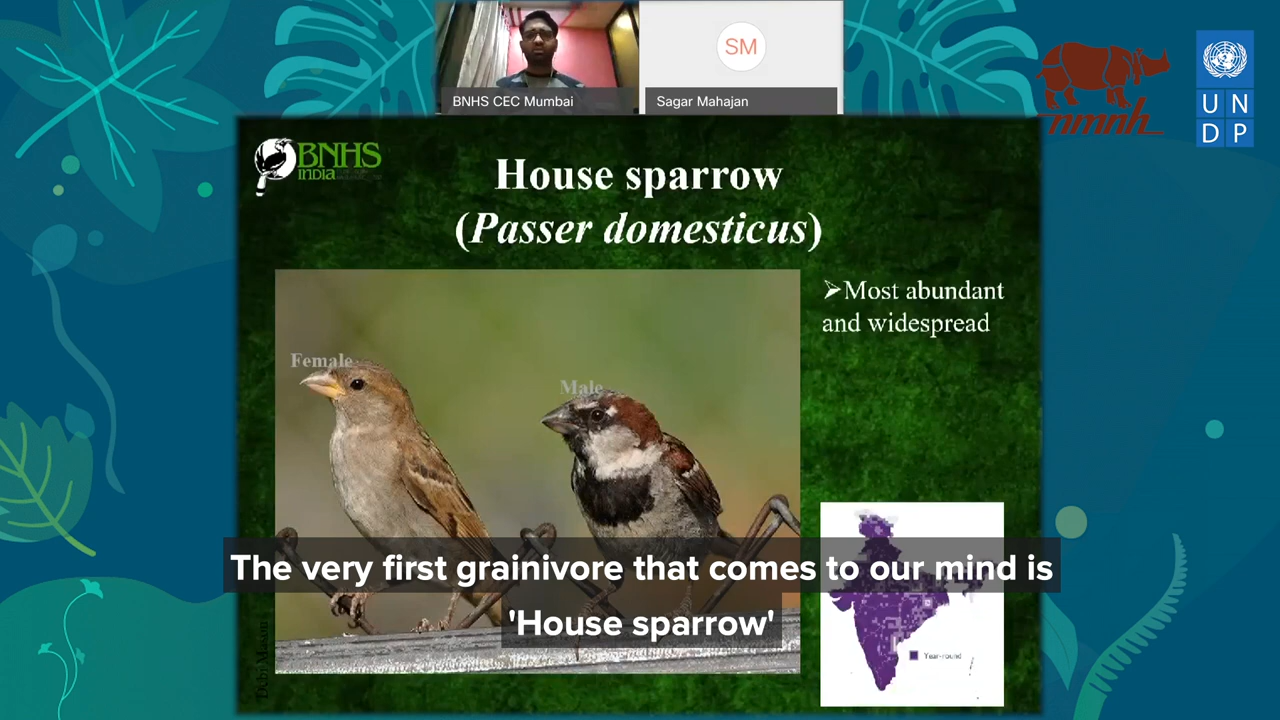 BNHS CEC Mumbai
SM
Sagar Mahajan
nmnh
U N
D P
BNHS
INDIA
House sparrow
(Passer domesticus)
➢Most abundant
and widespread
Female
Male
The very first grainivore that comes to our mind is
'House sparrow'
Year-round